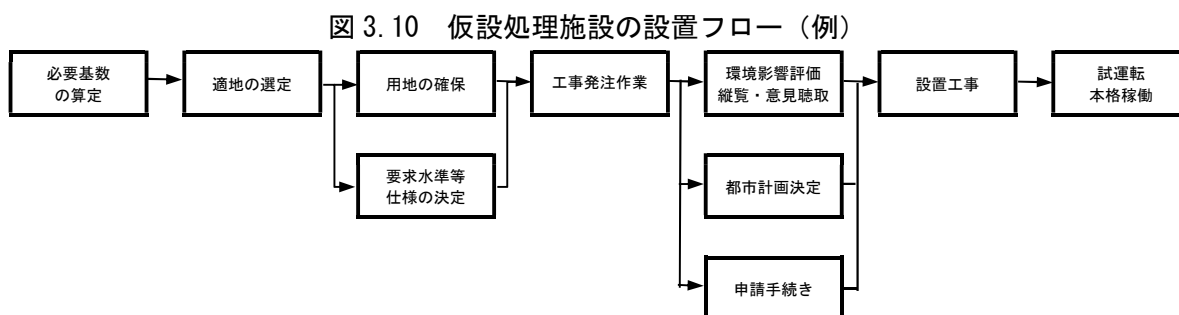 図 3.10 仮設処理施設の設置フロー（例）
必要基数
の算定
適地の選定
用地の確保
要求水準等
仕様の決定
工事発注作業
環境影響評価
縦覧・意見聴取
都市計画決定
申請手続き
設置工事
試運転
本格稼働